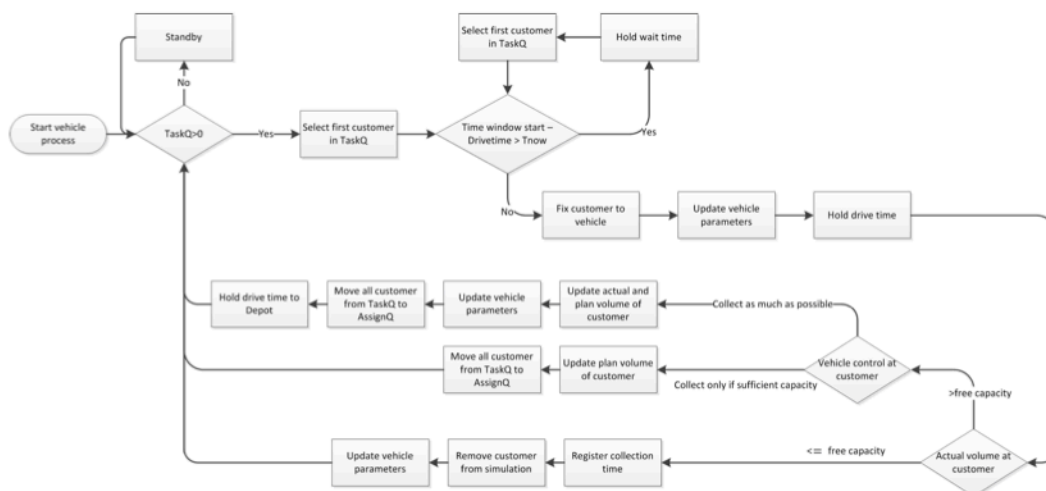 Standby
No
Start vehicle
process
TaskQ>0
Yes
Select first customer
in TaskQ
Select first customer
in TaskQ
Hold wait time
Time window start –
Drivetime > Tnow
Yes
No
Fix customer to
vehicle
Update vehicle
parameters
Hold drive time
Hold drive time to
Depot
Move all customer
from TaskQ to
AssignQ
Update vehicle
parameters
Update actual and
plan volume of
customer
Collect as much as possible
Move all customer
from TaskQ to
AssignQ
Update plan volume
of customer
Collect only if sufficient capacity
Vehicle control at
customer
>free capacity
Update vehicle
parameters
Remove customer
from simulation
Register collection
time
<= free capacity
Actual volume at
customer